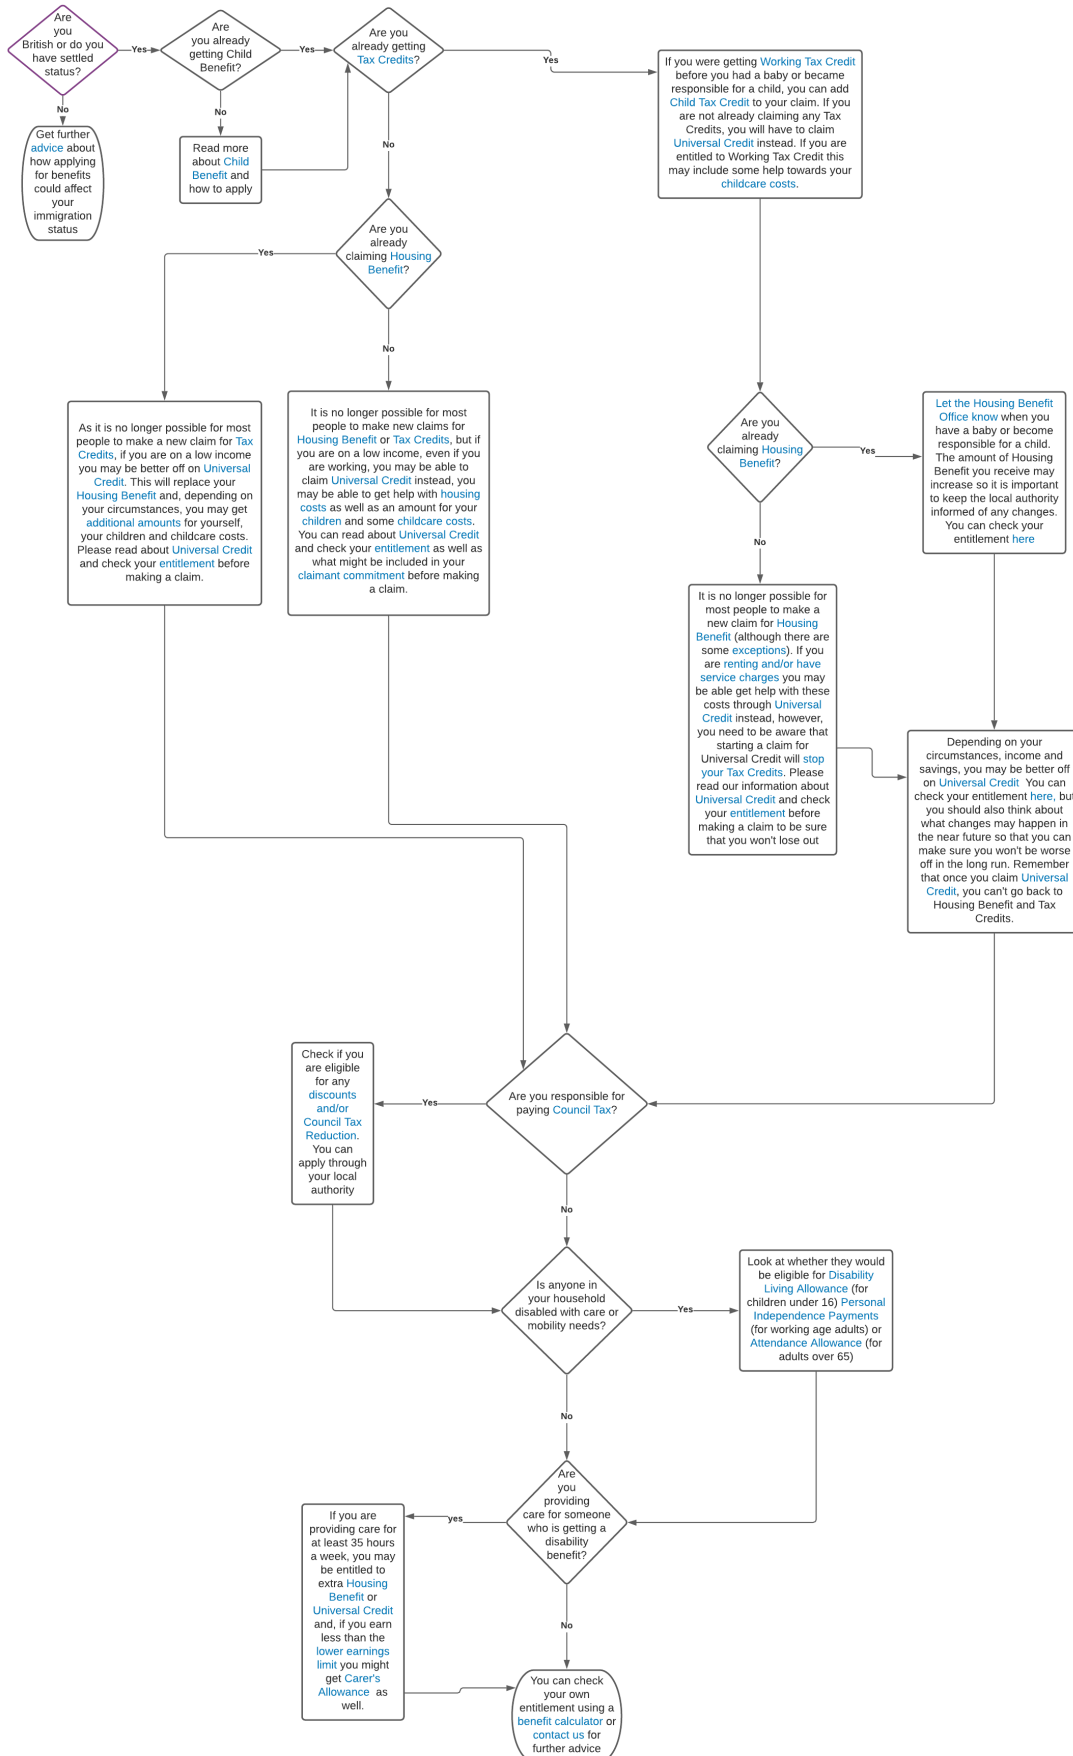 Are
you
British or do you
have settled
status?
Yes
Are
you already
getting Child
Benefit?
Yes
Are you
already getting
Tax Credits?
Yes
If you were getting Working Tax Credit
before you had a baby or became
responsible for a child, you can add
Child Tax Credit to your claim. If you
are not already claiming any Tax
Credits, you will have to claim
Universal Credit instead. If you are
entitled to Working Tax Credit this
may include some help towards your
childcare costs.
No
Get further
advice about
how applying
for benefits
could affect
your
immigration
status
No
Read more
about Child
Benefit and
how to apply
No
Are you
already
claiming Housing
Benefit?
Yes
No
As it is no longer possible for most
people to make a new claim for Tax
Credits, if you are on a low income
you may be better off on Universal
Credit. This will replace your
Housing Benefit and, depending on
your circumstances, you may get
additional amounts for yourself,
your children and childcare costs.
Please read about Universal Credit
and check your entitlement before
making a claim.
It is no longer possible for most
people to make new claims for
Housing Benefit or Tax Credits, but if
you are on a low income, even if you
are working, you may be able to
claim Universal Credit instead, you
may be able to get help with housing
costs as well as an amount for your
children and some childcare costs.
You can read about Universal Credit
and check your entitlement as well as
what might be included in your
claimant commitment before making
a claim.
Are you
already
claiming Housing
Benefit?
Yes
Let the Housing Benefit
Office know when you
have a baby or become
responsible for a child.
The amount of Housing
Benefit you receive may
increase so it is important
to keep the local authority
informed of any changes.
You can check your
entitlement here
No
It is no longer possible for
most people to make a
new claim for Housing
Benefit (although there are
some exceptions). If you
are renting and/or have
service charges you may
be able get help with these
costs through Universal
Credit instead, however,
you need to be aware that
starting a claim for
Universal Credit will stop
your Tax Credits. Please
read our information about
Universal Credit and check
your entitlement before
making a claim to be sure
that you won't lose out
Depending on your
circumstances, income and
savings, you may be better off
on Universal Credit You can
check your entitlement here, but
you should also think about
what changes may happen in
the near future so that you can
make sure you won't be worse
off in the long run. Remember
that once you claim Universal
Credit, you can't go back to
Housing Benefit and Tax
Credits.
Are you responsible for
paying Council Tax?
Yes
Check if you
are eligible
for any
discounts
and/or
Council Tax
Reduction.
You can
apply through
your local
authority
No
Is anyone in
your household
disabled with care or
mobility needs?
Yes
Look at whether they would
be eligible for Disability
Living Allowance (for
children under 16) Personal
Independence Payments
(for working age adults) or
Attendance Allowance (for
adults over 65)
No
Are
you
providing
care for someone
who is getting a
disability
benefit?
yes
If you are
providing care for
at least 35 hours
a week, you may
be entitled to
extra Housing
Benefit or
Universal Credit
and, if you earn
less than the
lower earnings
limit you might
get Carer's
Allowance as
well.
No
You can check
your own
entitlement using a
benefit calculator or
contact us for
further advice